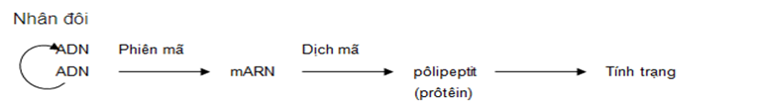 Nhân đôi
ADN Phiên mã Dịch mã
ADN mARN pôlipeptit Tính trạng
(prôtêin)